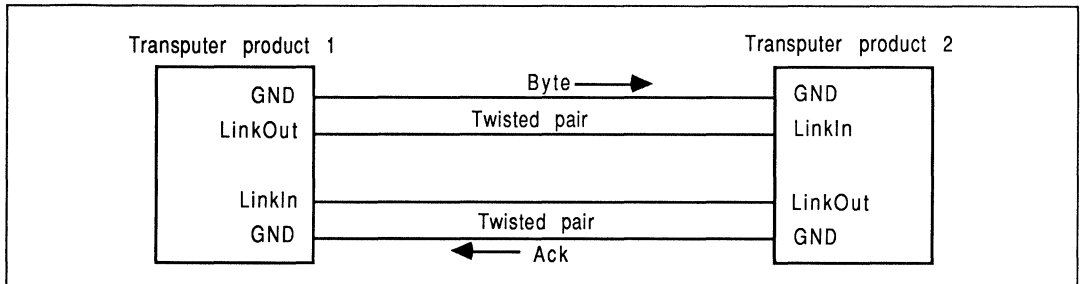 Transputer product 1
Transputer product 2
Byte
GND
GND
Twisted pair
LinkOut
LinkIn
LinkIn
LinkOut
Twisted pair
GND
GND
Ack